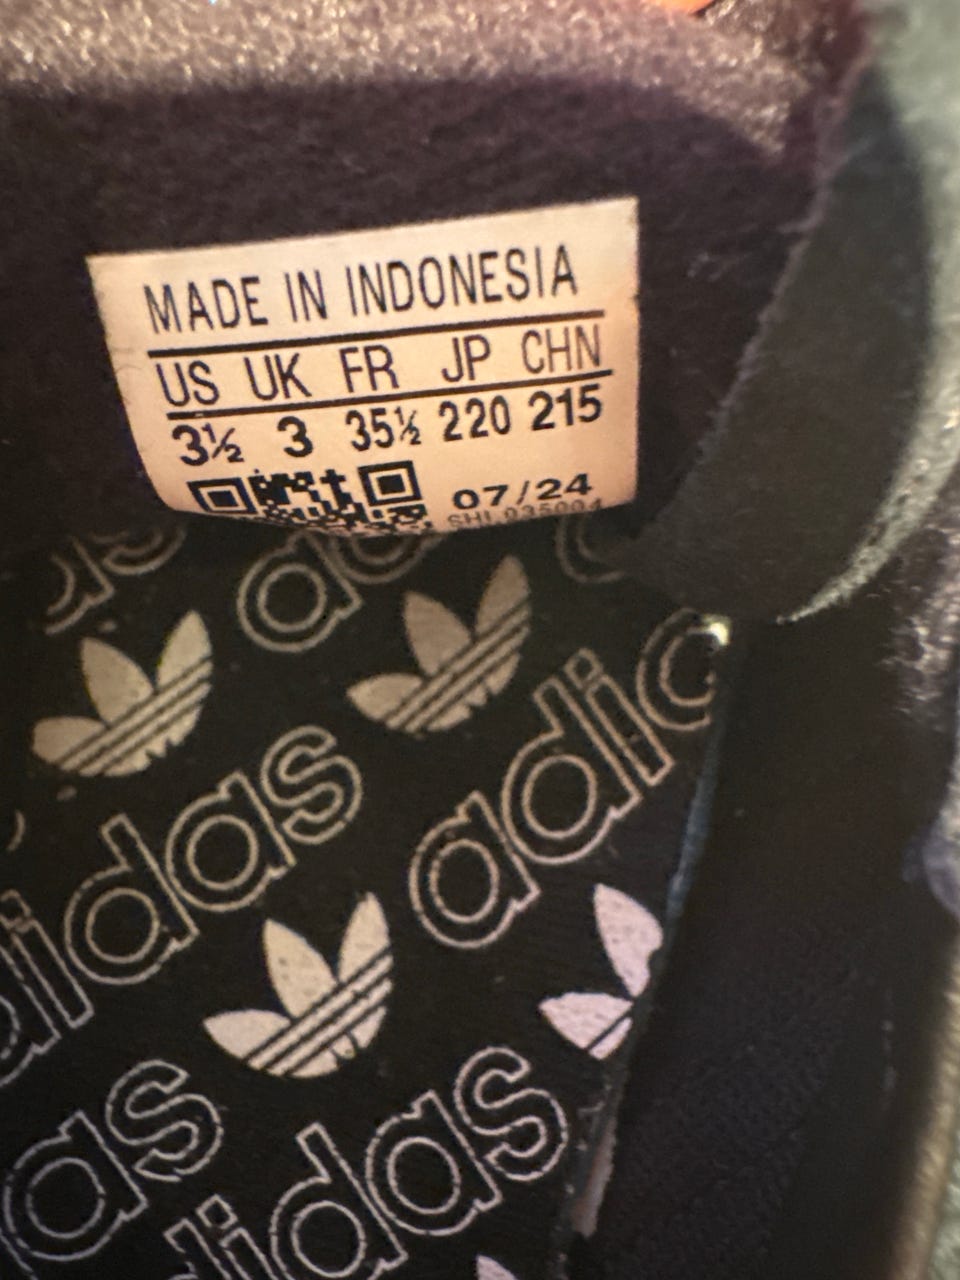 MADE IN INDONESIA
US UK FR JP CHN
3½ 3 35½ 220 215
07/24
adidas
adidas
adidas